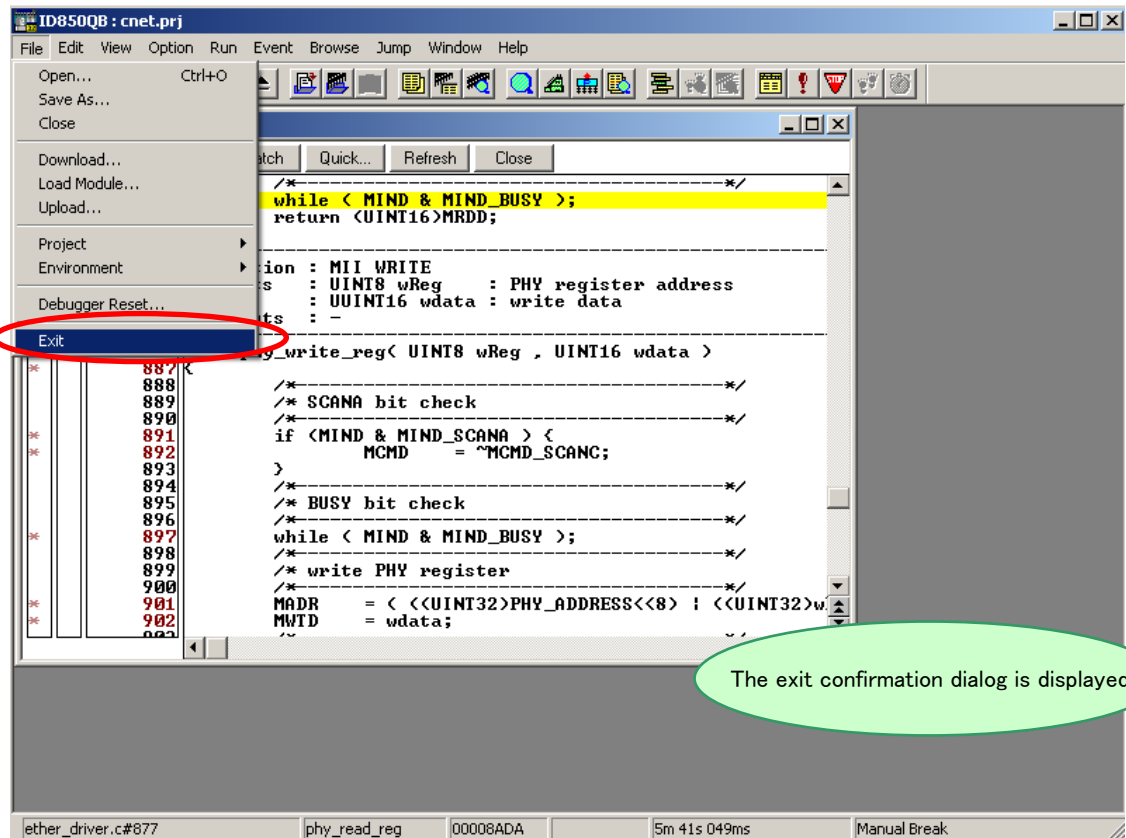 ID850QB : cnet.prj
File Edit View Option Run Event Browse Jump Window Help
Open... Ctrl+O
Save As...
Close
Download...
Load Module...
Upload...
Project
Environment
Debugger Reset...
Exit
Quick... Refresh Close
/*---------------------------------------------------*/
while ( MIND & MIND_BUSY );
return (UINT16)MRDD;
: MII WRITE
: UINT8 wReg : PHY register address
: UUINT16 wdata : write data
: -
_write_reg( UINT8 wReg , UINT16 wdata )
887 {
888 /*---------------------------------------------------*/
889 /* SCANA bit check
890 /*---------------------------------------------------*/
891 if (MIND & MIND_SCANA ) {
892 MCMD = ~MCMD_SCANC;
893 }
894 /*---------------------------------------------------*/
895 /* BUSY bit check
896 /*---------------------------------------------------*/
897 while ( MIND & MIND_BUSY );
898 /*---------------------------------------------------*/
899 /* write PHY register
900 /*---------------------------------------------------*/
901 MADR = ( ((UINT32)PHY_ADDRESS<<8) | ((UINT32)w
902 MWTD = wdata;
The exit confirmation dialog is displayed
ether_driver.c#877 phy_read_reg 00008ADA 5m 41s 049ms Manual Break